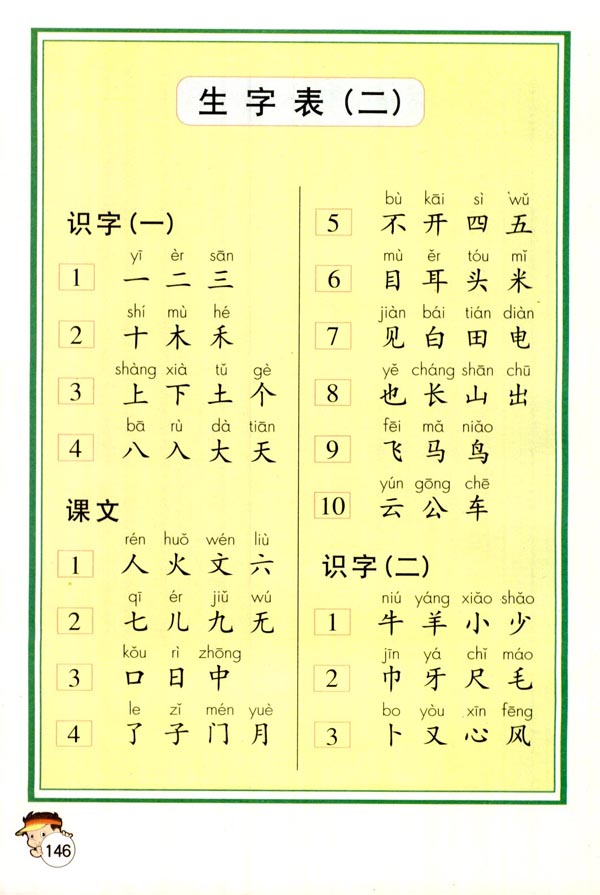 生字表(二)
识字(一)
yī èr sān
1 一 二 三
shí mù hé
2 十 木 禾
shàng xià tǔ gè
3 上 下 土 个
bā rù dà tiān
4 八 入 大 天
课文
rén huǒ wén liù
1 人 火 文 六
qī ér jiǔ wú
2 七 儿 九 无
kǒu rì zhōng
3 口 日 中
le zǐ mén yuè
4 了 子 门 月
bù kāi sì wǔ
5 不 开 四 五
mù ěr tóu mǐ
6 目 耳 头 米
jiàn bái tián diàn
7 见 白 田 电
yě cháng shān chū
8 也 长 山 出
fēi mǎ niǎo
9 飞 马 鸟
yún gōng chē
10 云 公 车
识字(二)
niú yáng xiǎo shǎo
1 牛 羊 小 少
jīn yá chǐ máo
2 巾 牙 尺 毛
bo yòu xīn fēng
3 卜 又 心 风
146